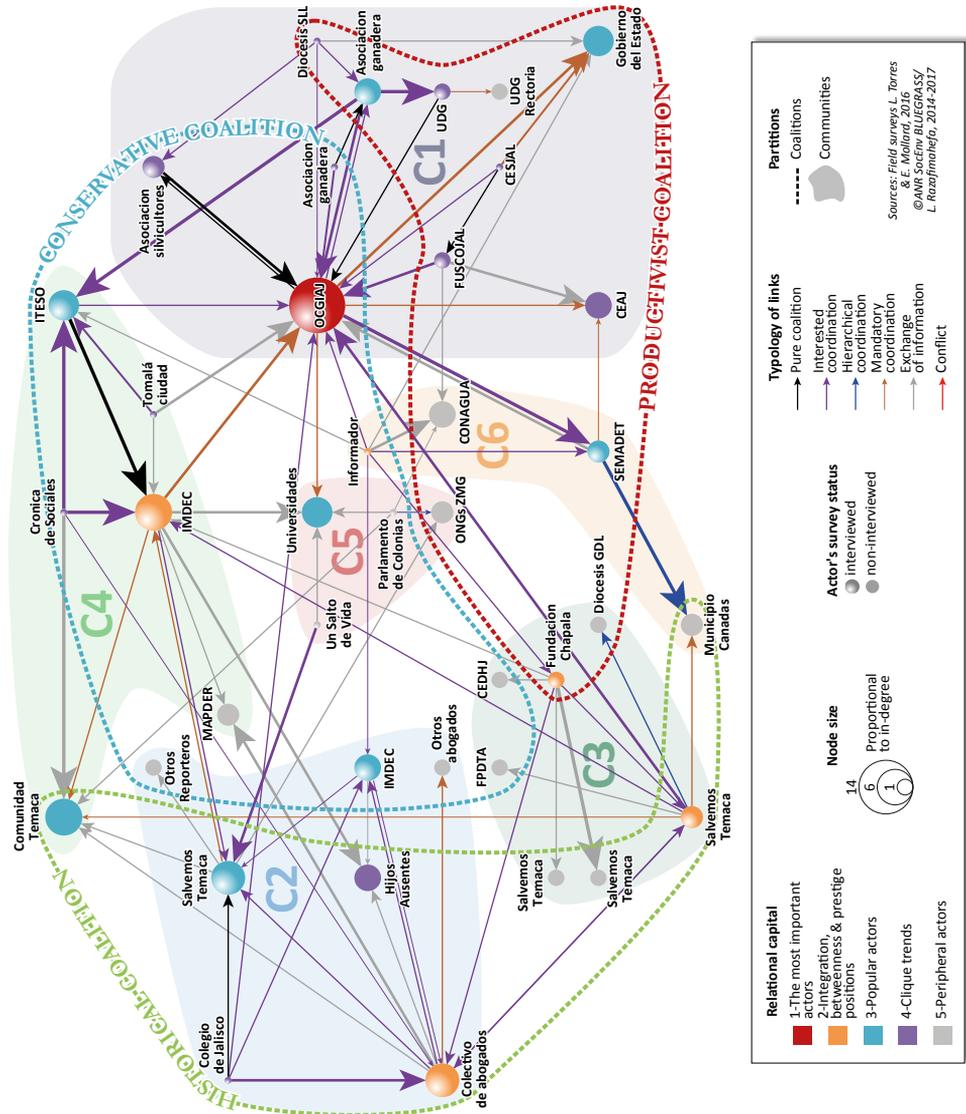 HISTORICAL COALITION
CONSERVATIVE COALITION
PRODUCTIVIST COALITION
C1
C2
C3
C4
C5
C6
Colegio
de Jalisco
Colectivo
de abogados
Comunidad
Temaca
Salvemos
Temaca
Otros
Reporteros
MAPDER
Hijos
Ausentes
IMDEC
Otros
abogados
FPDTA
CEDHJ
Salvemos
Temaca
Salvemos
Temaca
Salvemos
Temaca
Fundacion
Chapala
Diocesis GDL
Municipio
Canadas
Cronica
de Sociales
IMDEC
Tomalá
ciudad
ITESO
Un Salto
de Vida
Universidades
Parlamento
de Colonias
ONGs ZMG
Informador
CONAGUA
SEMADET
CEAJ
OCGIAJ
FUSCOJAL
Asociacion
silvicultores
Asociacion
ganadera
Diocesis SLL
Asociacion
ganadera
UDG
UDG
Rectoria
CESJAL
Gobierno
del Estado
Relational capital
1-The most important
actors
2-Integration,
betweenness & prestige
positions
3-Popular actors
4-Clique trends
5-Peripheral actors
Node size
14
6
1
Proportional
to in-degree
Actor's survey status
interviewed
non-interviewed
Typology of links
Pure coalition
Interested
coordination
Hierarchical
coordination
Mandatory
coordination
Exchange
of information
Conflict
Partitions
Coalitions
Communities
Sources: Field surveys L. Torres
& E. Mollard, 2016
©ANR SocEnv BLUEGRASS/
L. Razafimahefa, 2014-2017